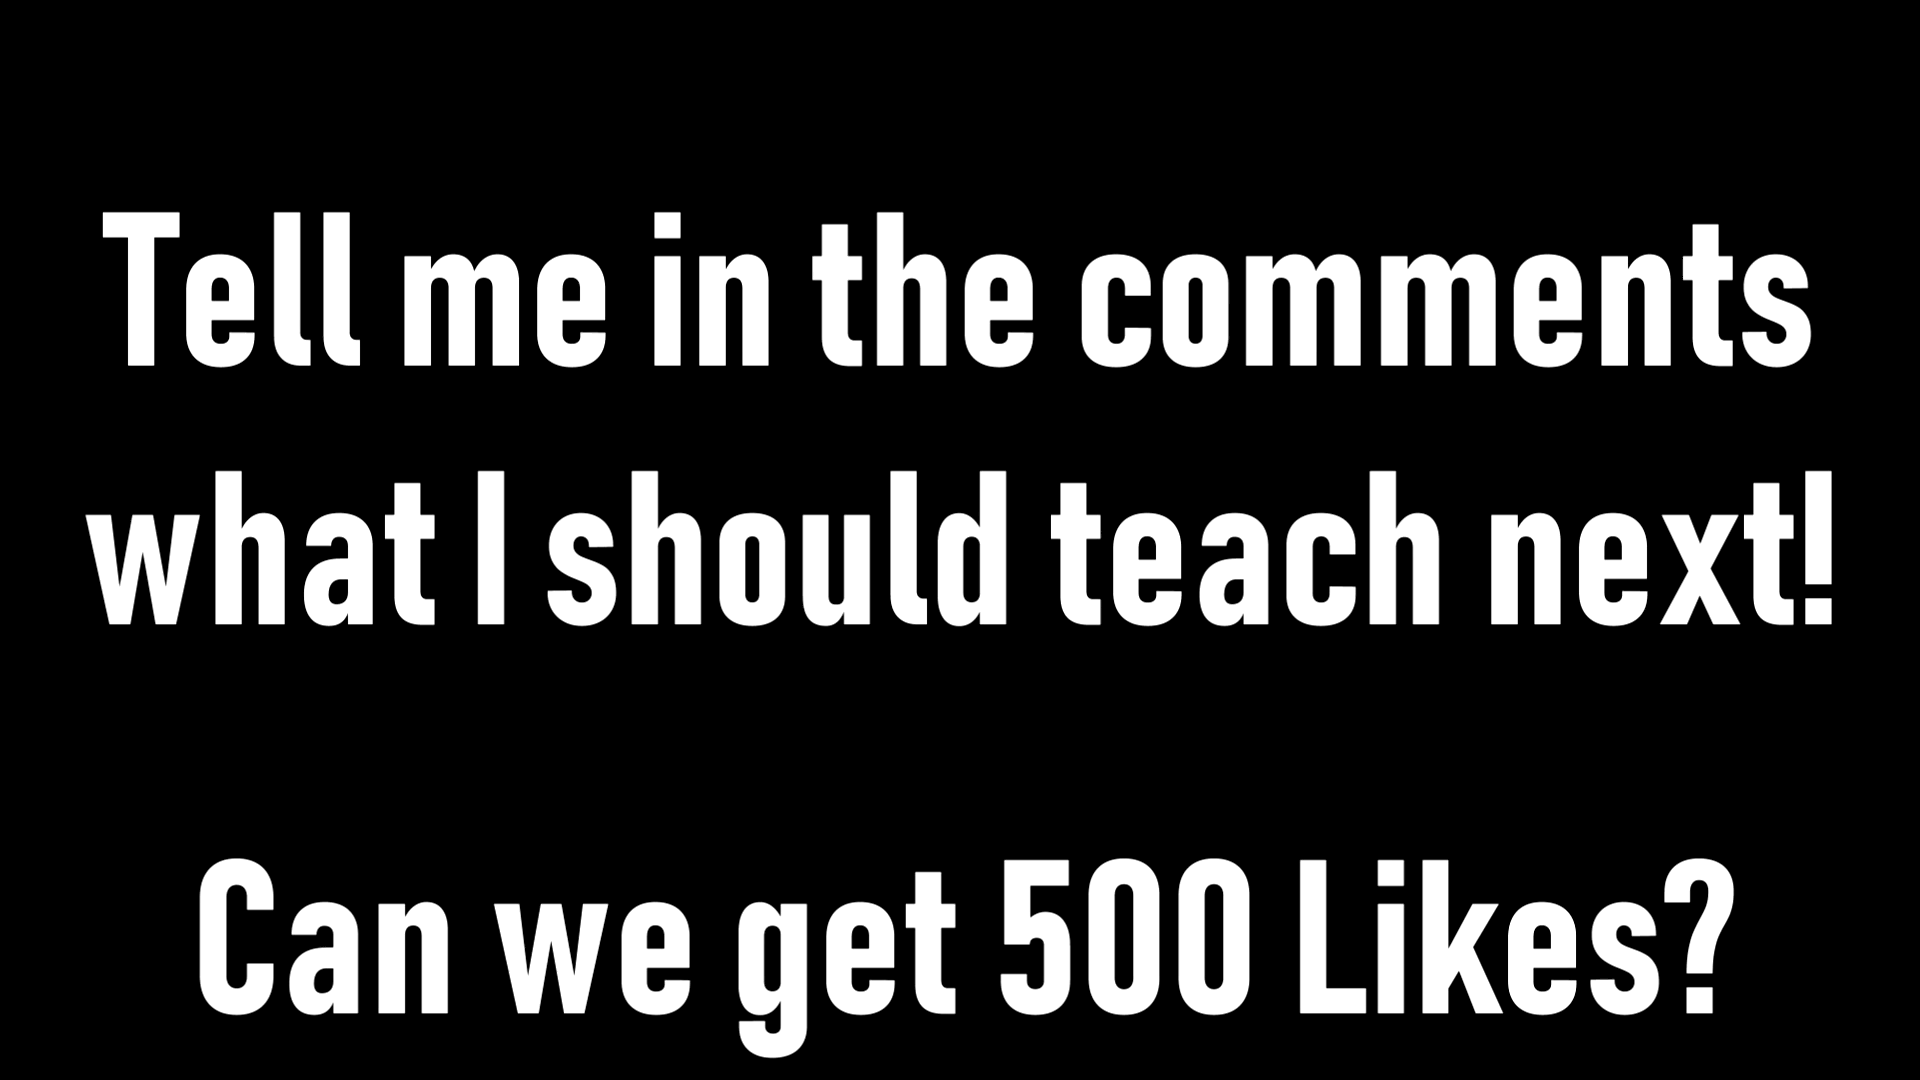 Tell me in the comments
what I should teach next!
Can we get 500 Likes?